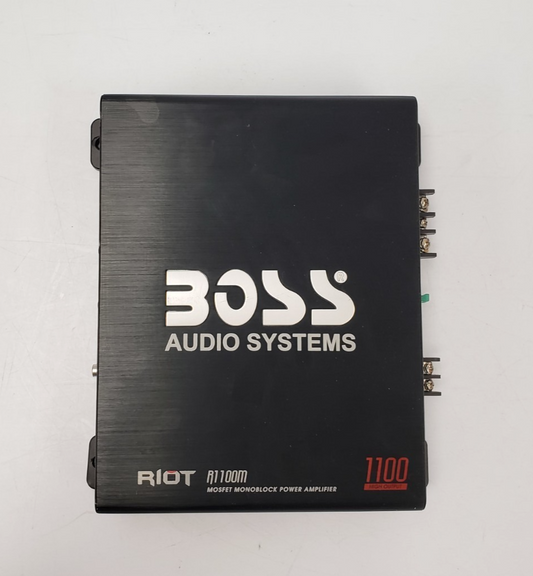 BOSS
AUDIO SYSTEMS
RIOT R1100M
MOSFET MONOBLOCK POWER AMPLIFIER
1100